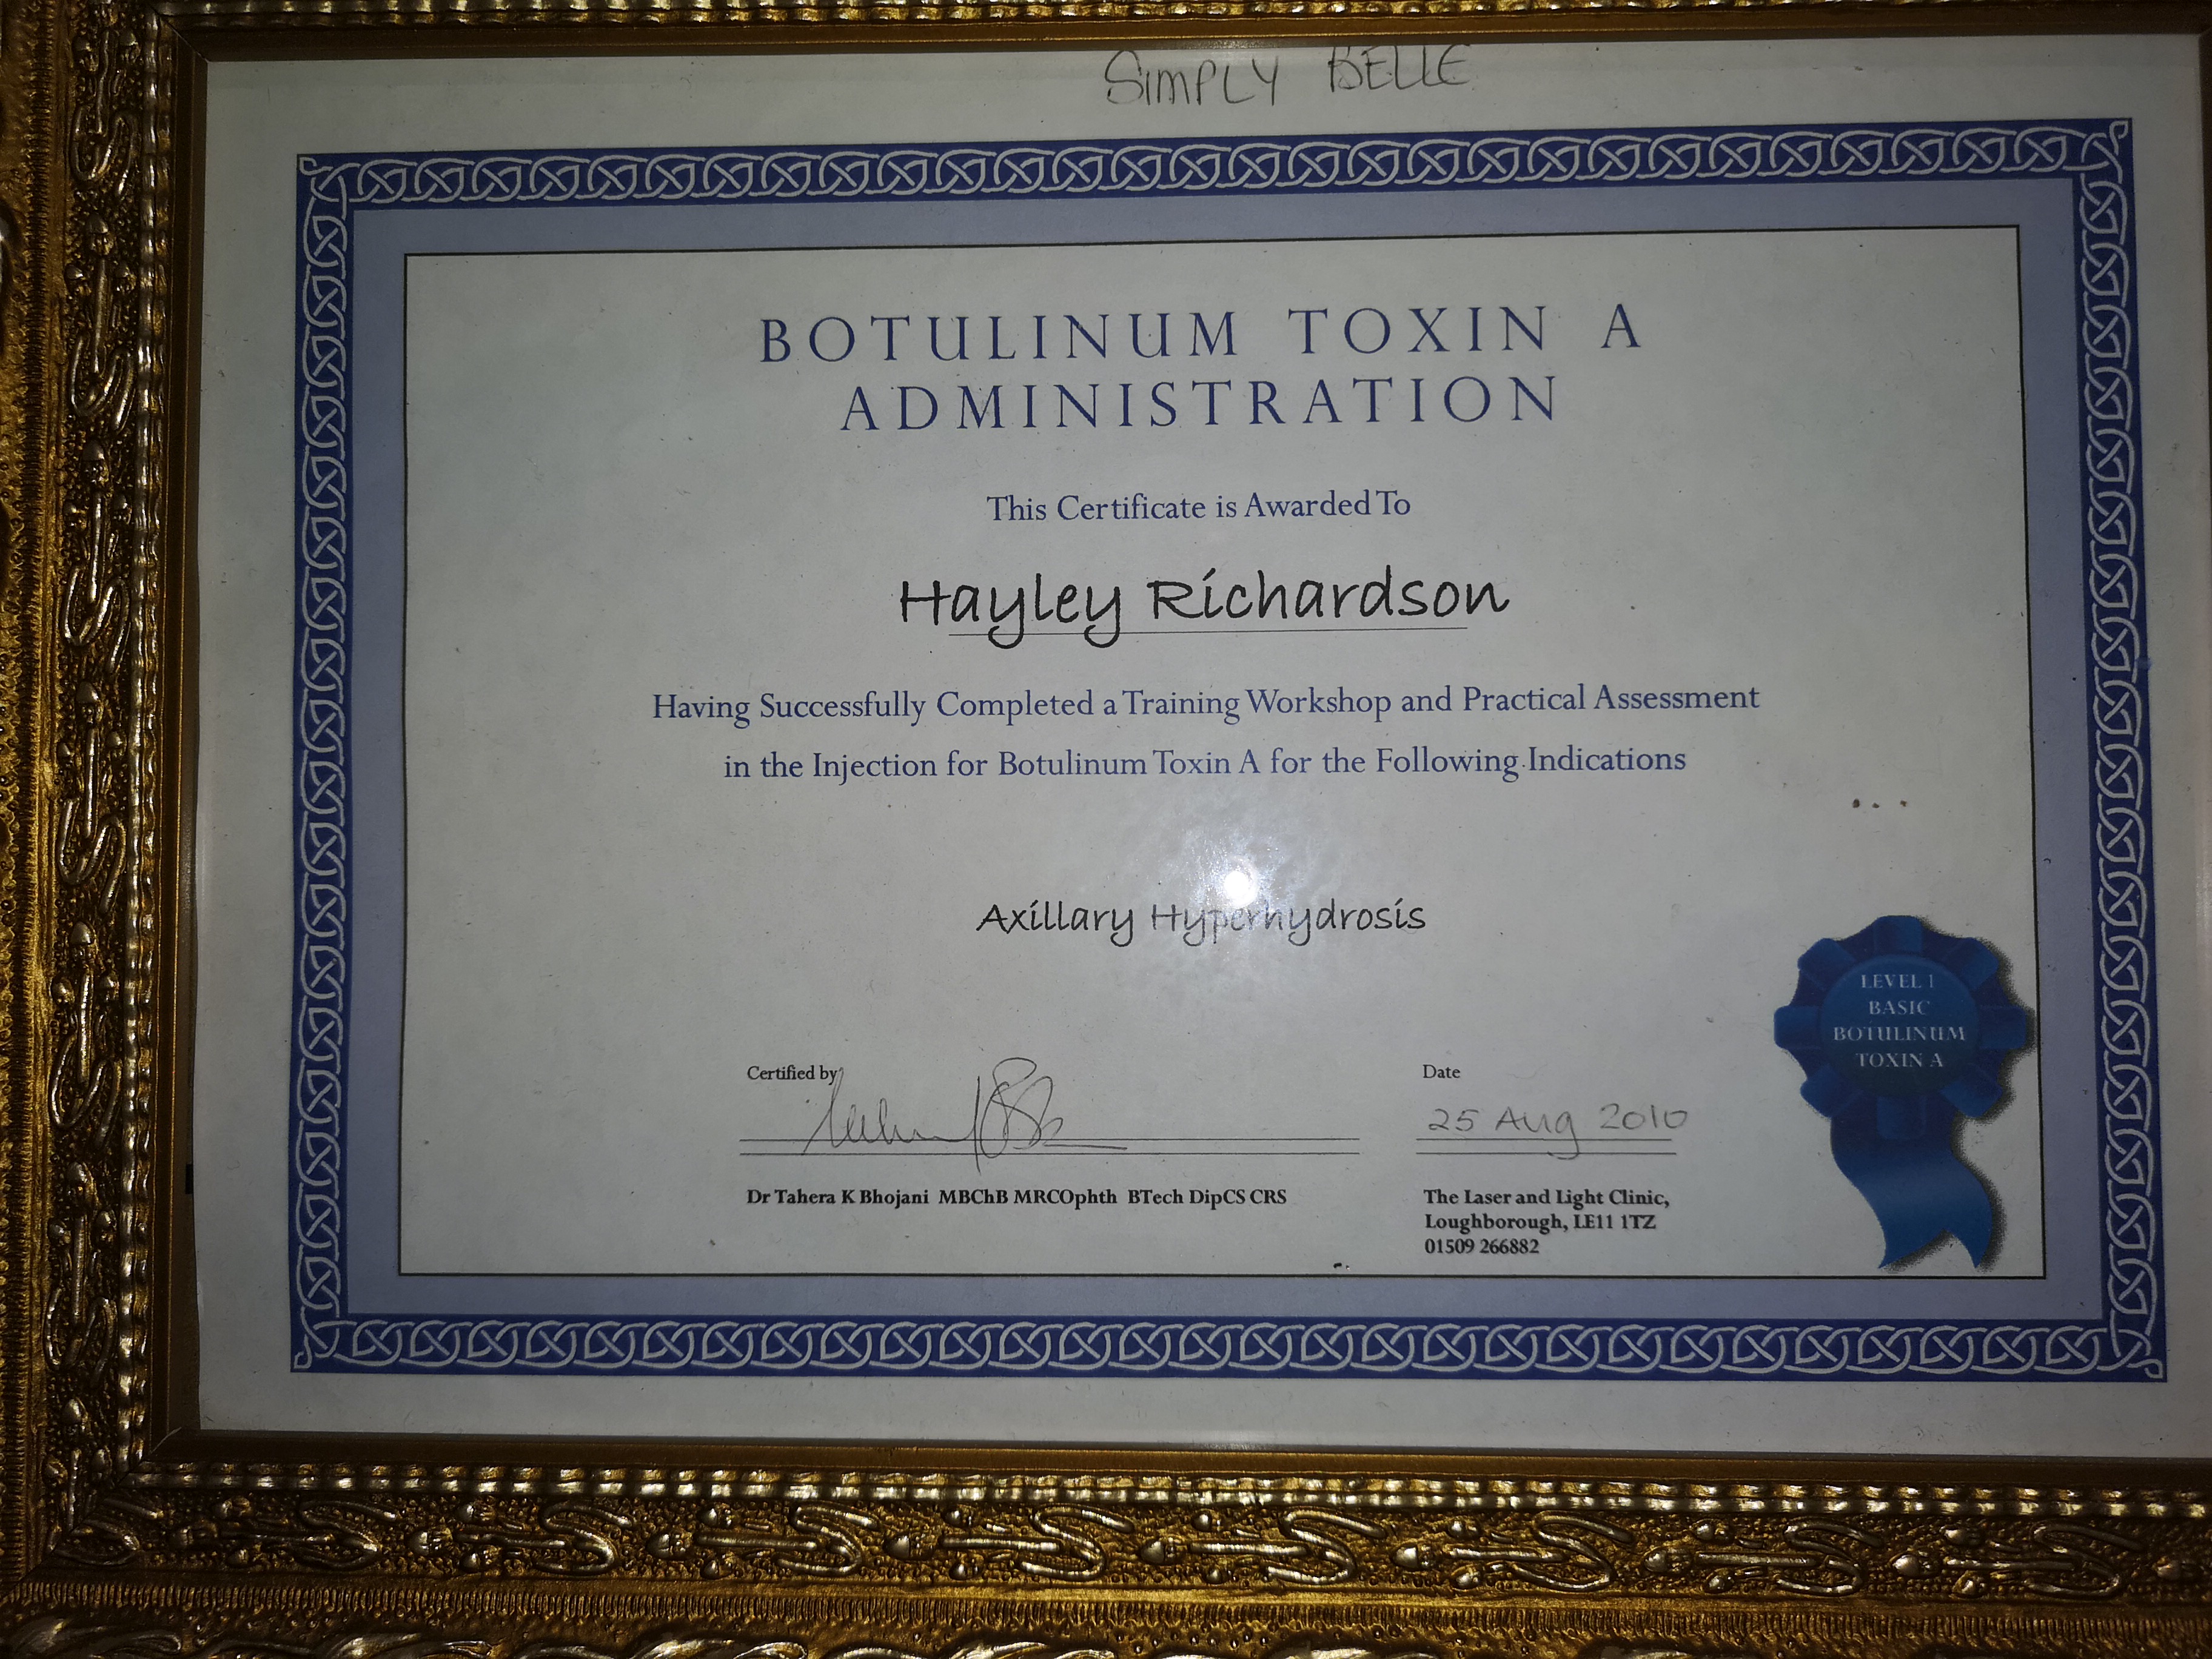 SIMPLY BELLE
BOTULINUM TOXIN A
ADMINISTRATION
This Certificate is Awarded To
Hayley Richardson
Having Successfully Completed a Training Workshop and Practical Assessment
in the Injection for Botulinum Toxin A for the Following Indications
Axillary Hyperhydrosis
LEVEL 1
BASIC
BOTULINUM
TOXIN A
Certified by
Date
25 Aug 2010
Dr Tahera K Bhojani MBChB MRCOphth BTech DipCS CRS
The Laser and Light Clinic,
Loughborough, LE11 1TZ
01509 266882